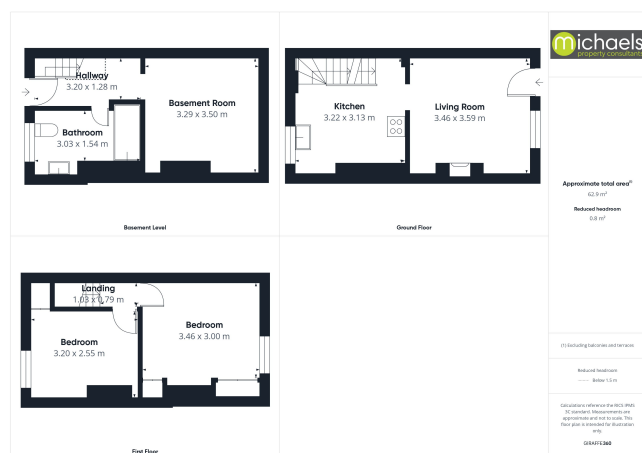 Hallway
3.20 x 1.28 m
Basement Room
3.29 x 3.50 m
Bathroom
3.03 x 1.54 m
Basement Level
Kitchen
3.22 x 3.13 m
Living Room
3.46 x 3.59 m
Ground Floor
Landing
1.03 x 0.79 m
Bedroom
3.20 x 2.55 m
Bedroom
3.46 x 3.00 m
First Floor
michaels
property consultants
Approximate total area(1)
62.9 m²
Reduced headroom
0.8 m²
(1) Excluding balconies and terraces
Reduced headroom
Below 1.5 m
Calculations reference the RICS IPMS
3C standard. Measurements are
approximate and not to scale. This
floor plan is intended for illustration
only.
GIRAFFE360